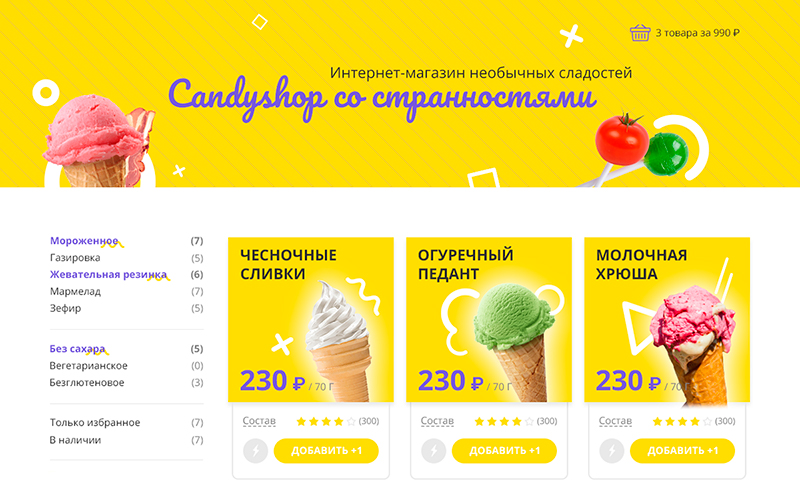 3 товара за 990 ₽
Интернет-магазин необычных сладостей
Candyshop со странностями
Мороженное (7)
Газировка (5)
Жевательная резинка (6)
Мармелад (7)
Зефир (5)
Без сахара (5)
Вегетарианское (0)
Безглютеновое (3)
Только избранное (7)
В наличии (7)
ЧЕСНОЧНЫЕ
СЛИВКИ
230 ₽ / 70 Г
Состав (300)
ДОБАВИТЬ +1
ОГУРЕЧНЫЙ
ПЕДАНТ
230 ₽ / 70 Г
Состав (300)
ДОБАВИТЬ +1
МОЛОЧНАЯ
ХРЮША
230 ₽ / 70 Г
Состав (300)
ДОБАВИТЬ +1